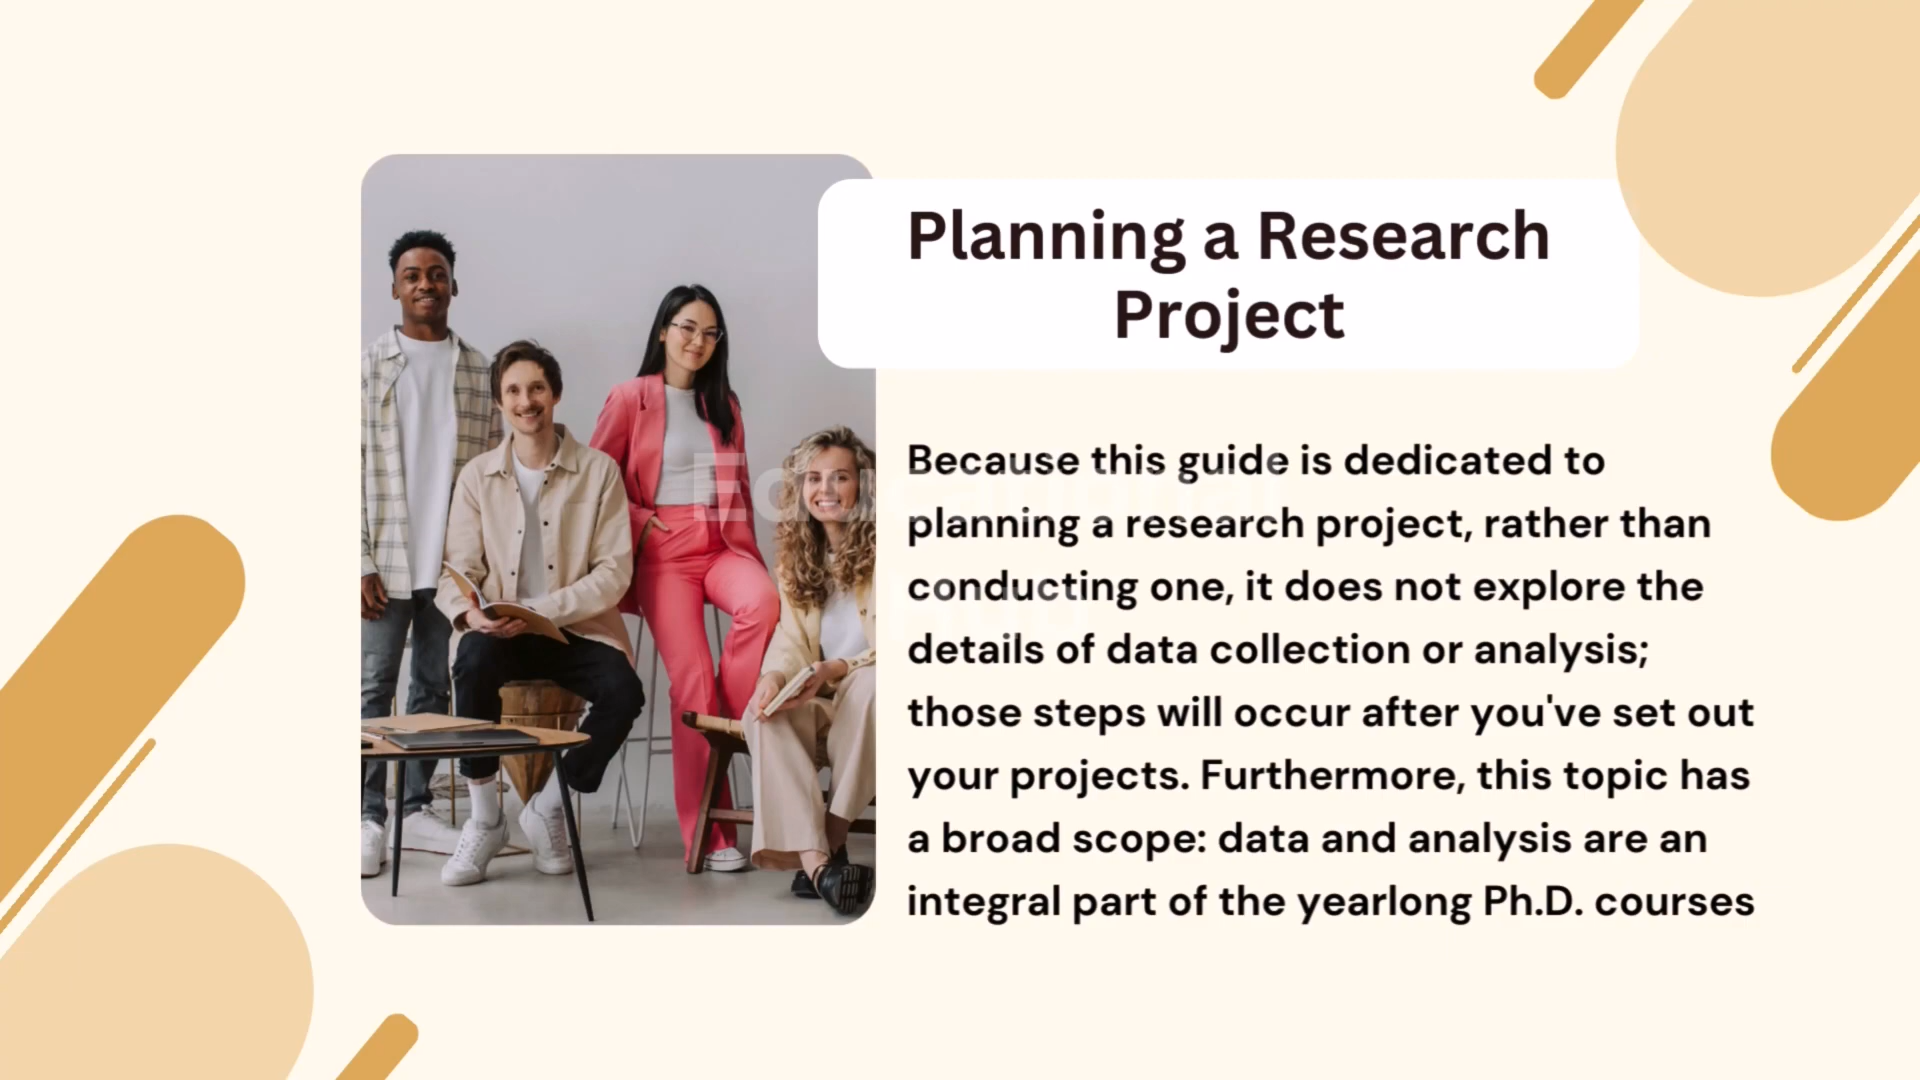 Planning a Research
Project
Because this guide is dedicated to
planning a research project, rather than
conducting one, it does not explore the
details of data collection or analysis;
those steps will occur after you've set out
your projects. Furthermore, this topic has
a broad scope: data and analysis are an
integral part of the yearlong Ph.D. courses
Educational
Hub